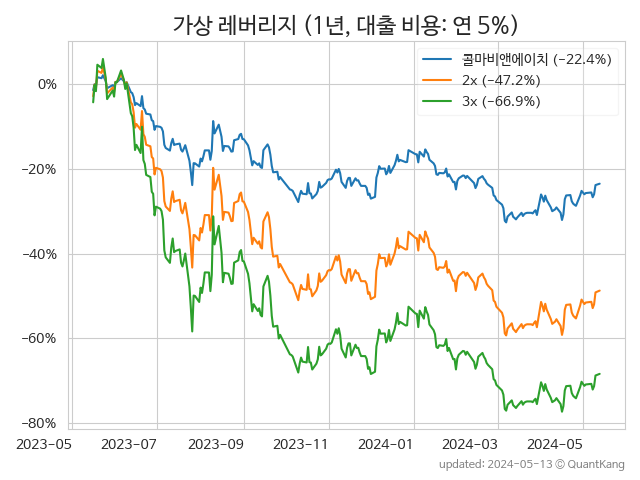 가상 레버리지 (1년, 대출 비용: 연 5%)
콜마비앤에이치 (−22.4%)
2x (−47.2%)
3x (−66.9%)
0%
−20%
−40%
−60%
−80%
2023-05 2023-07 2023-09 2023-11 2024-01 2024-03 2024-05
updated: 2024-05-13 © QuantKang